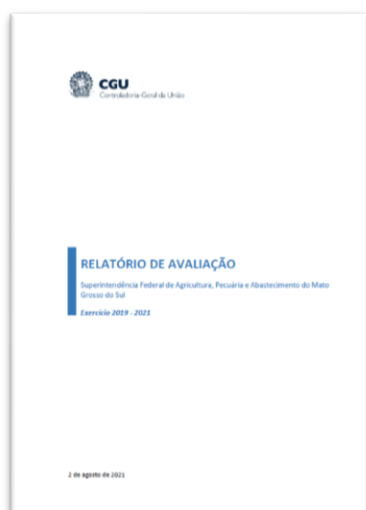 CGU
Controladoria-Geral da União
RELATÓRIO DE AVALIAÇÃO
Superintendência Federal de Agricultura, Pecuária e Abastecimento do Mato
Grosso do Sul
Exercício 2019 - 2021
2 de agosto de 2021